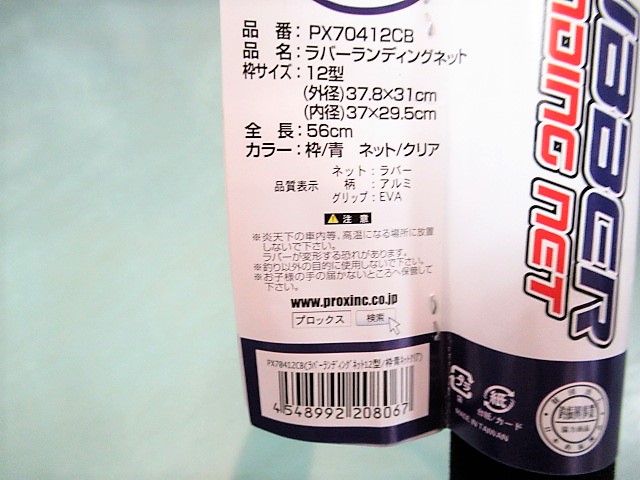 品 番：PX70412CB
品 名：ラバーランディングネット
枠サイズ：12型
(外径)37.8×31cm
(内径)37×29.5cm
全 長：56cm
カラー：枠/青 ネット/クリア
ネット：ラバー
品質表示 柄：アルミ
グリップ：EVA
注 意
※炎天下の車内等、高温になる場所に放置
しないで下さい。
ラバーが変形する恐れがあります。
※釣り以外の目的に使用しないで下さい。
※お子様の手の届かないところへ保管して
下さい。
www.proxinc.co.jp
プロックス 検索
PX70412CB(ラバーランディングネット12型/枠:青ネットクリア)
4 548992 208067
RUBBER
LANDING NET
プラ
紙
台紙/カード
MADE IN TAIWAN